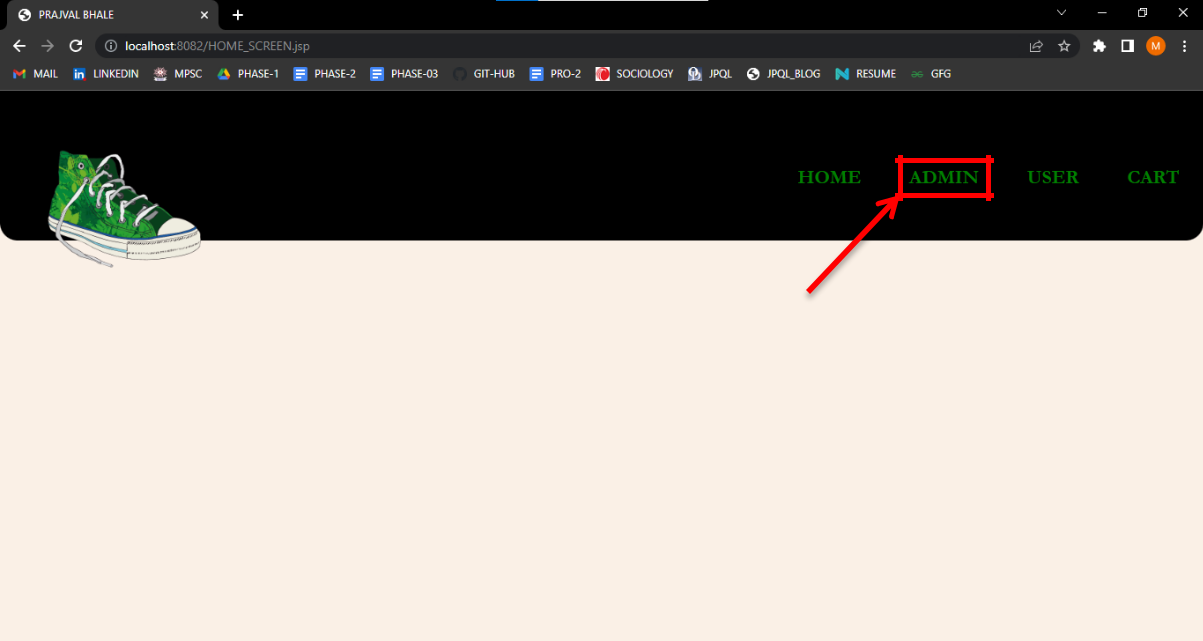 PRAJVAL BHALE
localhost:8082/HOME_SCREEN.jsp
M
MAIL LINKEDIN MPSC PHASE-1 PHASE-2 PHASE-03 GIT-HUB PRO-2 SOCIOLOGY JPQL JPQL_BLOG RESUME GFG
HOME ADMIN USER CART